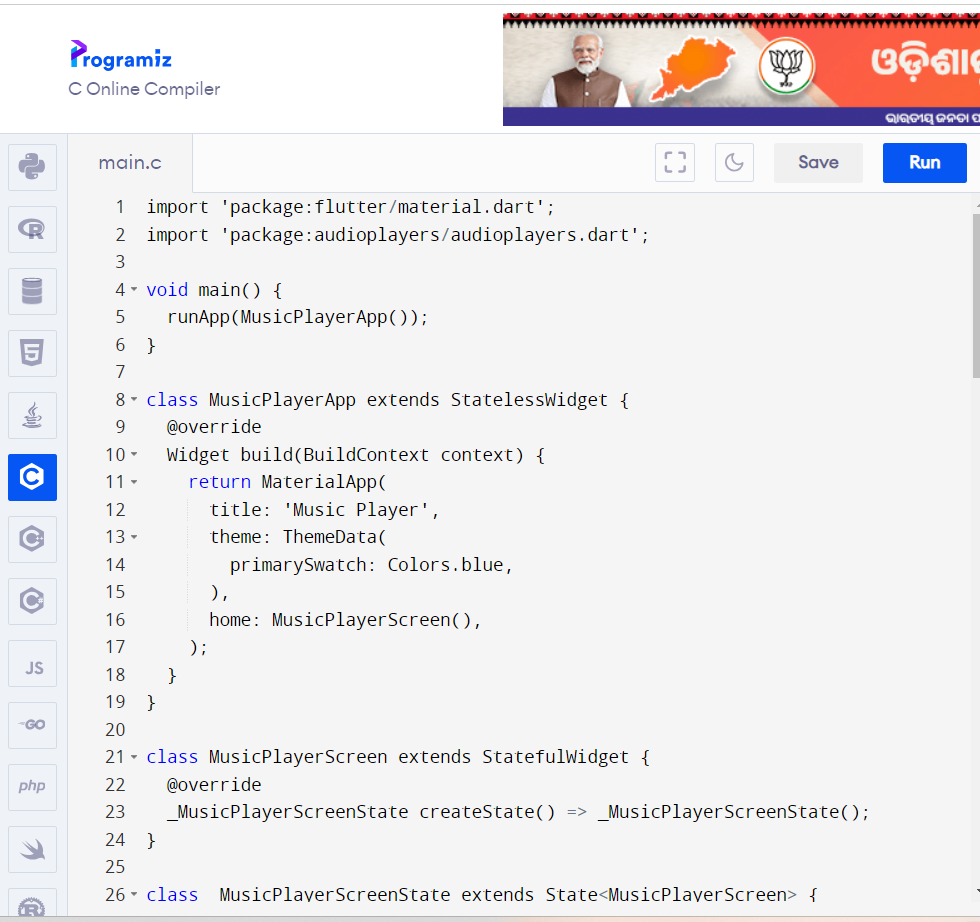 Programiz
C Online Compiler
ଭାରତୀୟ ଜନତା
main.c
Save
Run
1 import 'package:flutter/material.dart';
2 import 'package:audioplayers/audioplayers.dart';
3
4 void main() {
5 runApp(MusicPlayerApp());
6 }
7
8 class MusicPlayerApp extends StatelessWidget {
9 @override
10 Widget build(BuildContext context) {
11 return MaterialApp(
12 title: 'Music Player',
13 theme: ThemeData(
14 primarySwatch: Colors.blue,
15 ),
16 home: MusicPlayerScreen(),
17 );
18 }
19 }
20
21 class MusicPlayerScreen extends StatefulWidget {
22 @override
23 _MusicPlayerScreenState createState() => _MusicPlayerScreenState();
24 }
25
26 class _MusicPlayerScreenState extends State<MusicPlayerScreen> {
R
5
C
C
C
JS
GO
php
R